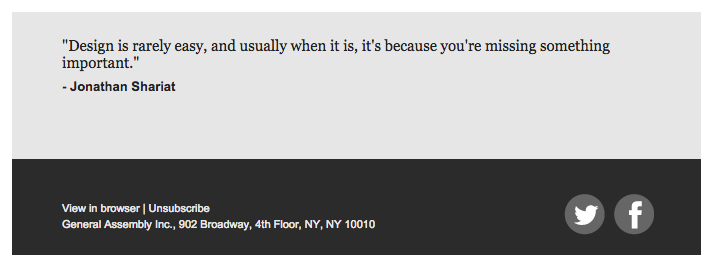 "Design is rarely easy, and usually when it is, it's because you're missing something
important."
- Jonathan Shariat
View in browser | Unsubscribe
General Assembly Inc., 902 Broadway, 4th Floor, NY, NY 10010